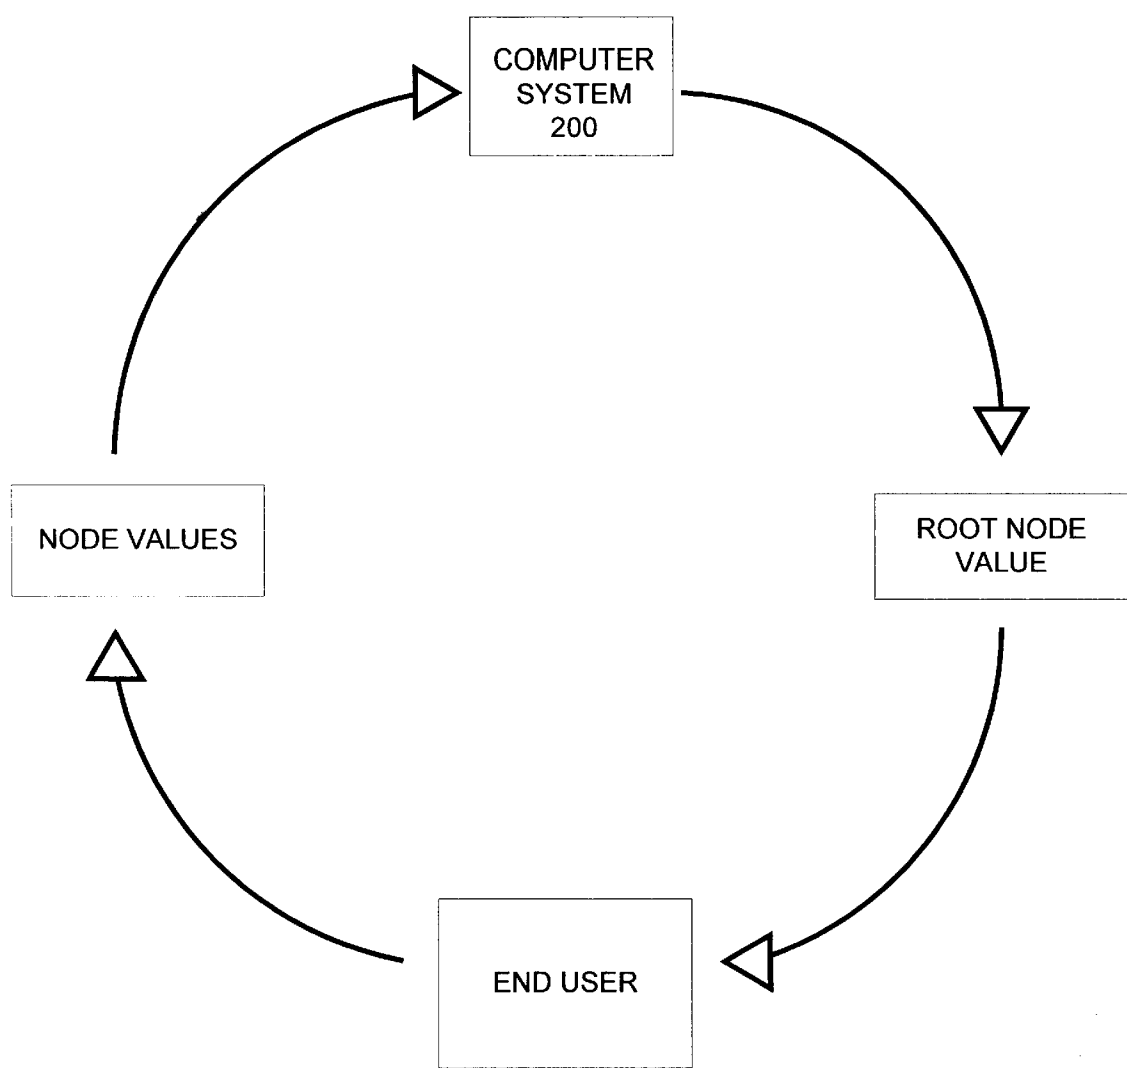 COMPUTER
SYSTEM
200
NODE VALUES
ROOT NODE
VALUE
END USER